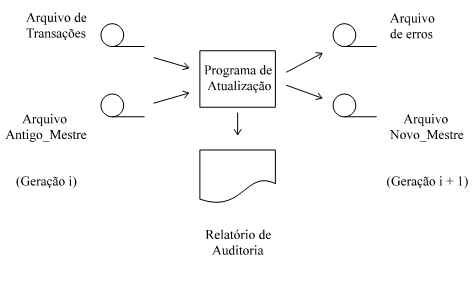 Arquivo de
Transações
Arquivo
de erros
Programa de
Atualização
Arquivo
Antigo_Mestre
(Geração i)
Arquivo
Novo_Mestre
(Geração i + 1)
Relatório de
Auditoria